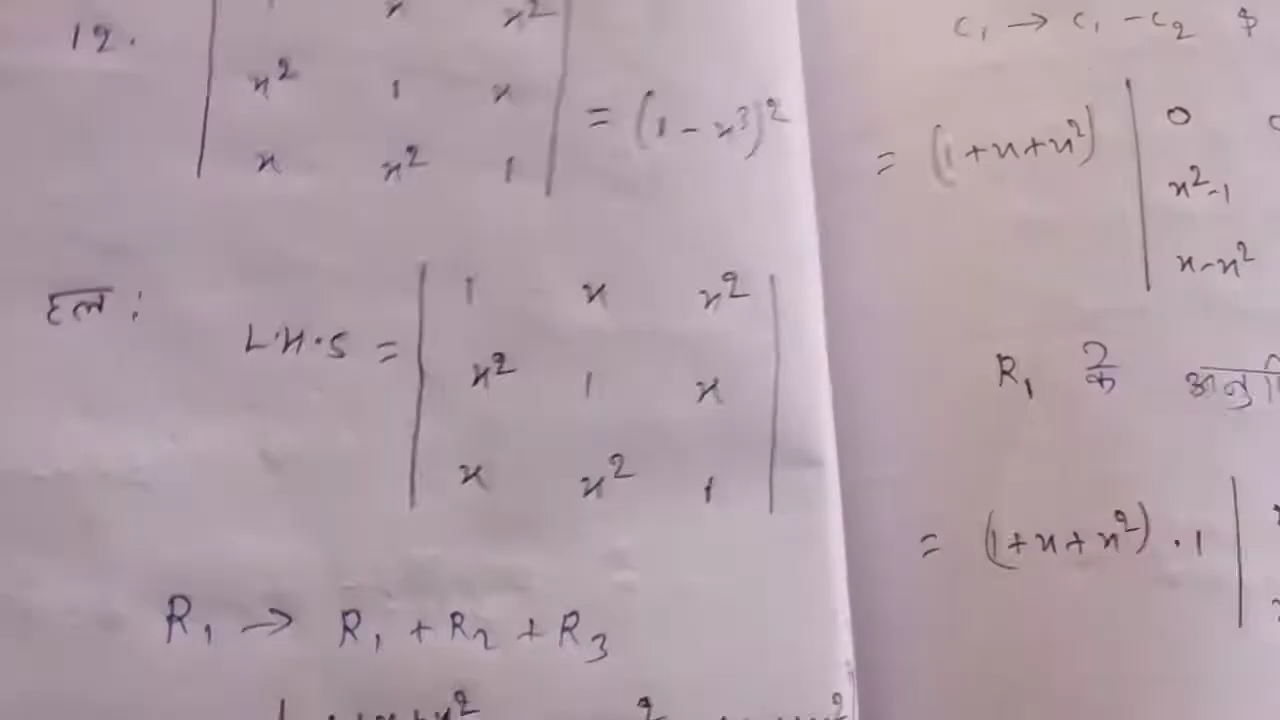 12. | 1 x x² |
| x² 1 x | = (1 - x³)²
| x x² 1 |
हल :
L.H.S = | 1 x x² |
| x² 1 x |
| x x² 1 |
R₁ → R₁ + R₂ + R₃
C₁ → C₁ - C₂
= (1+x+x²) | 0
x²-1
x-x²
R₁ के
= (1+x+x²) . 1 |